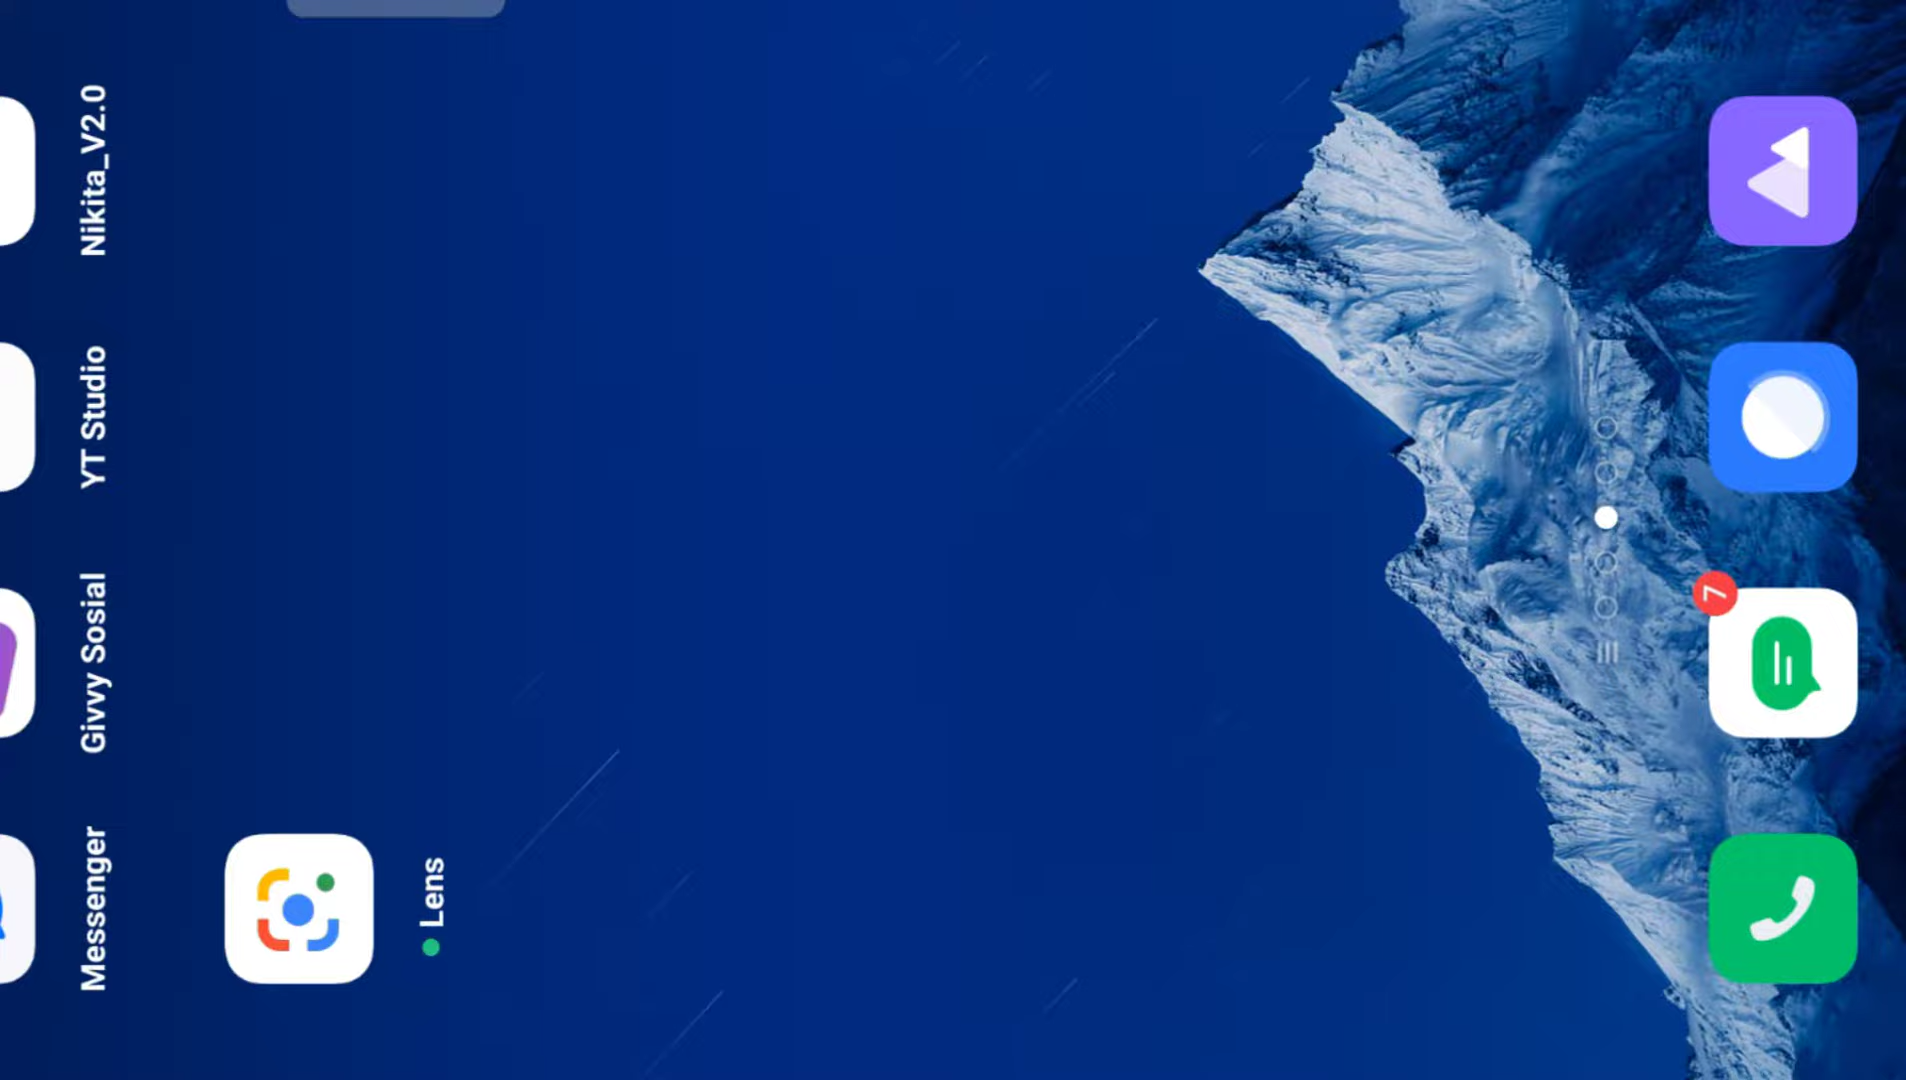 Messenger
Givvy Sosial
YT Studio
Nikita_V2.0
Lens
7